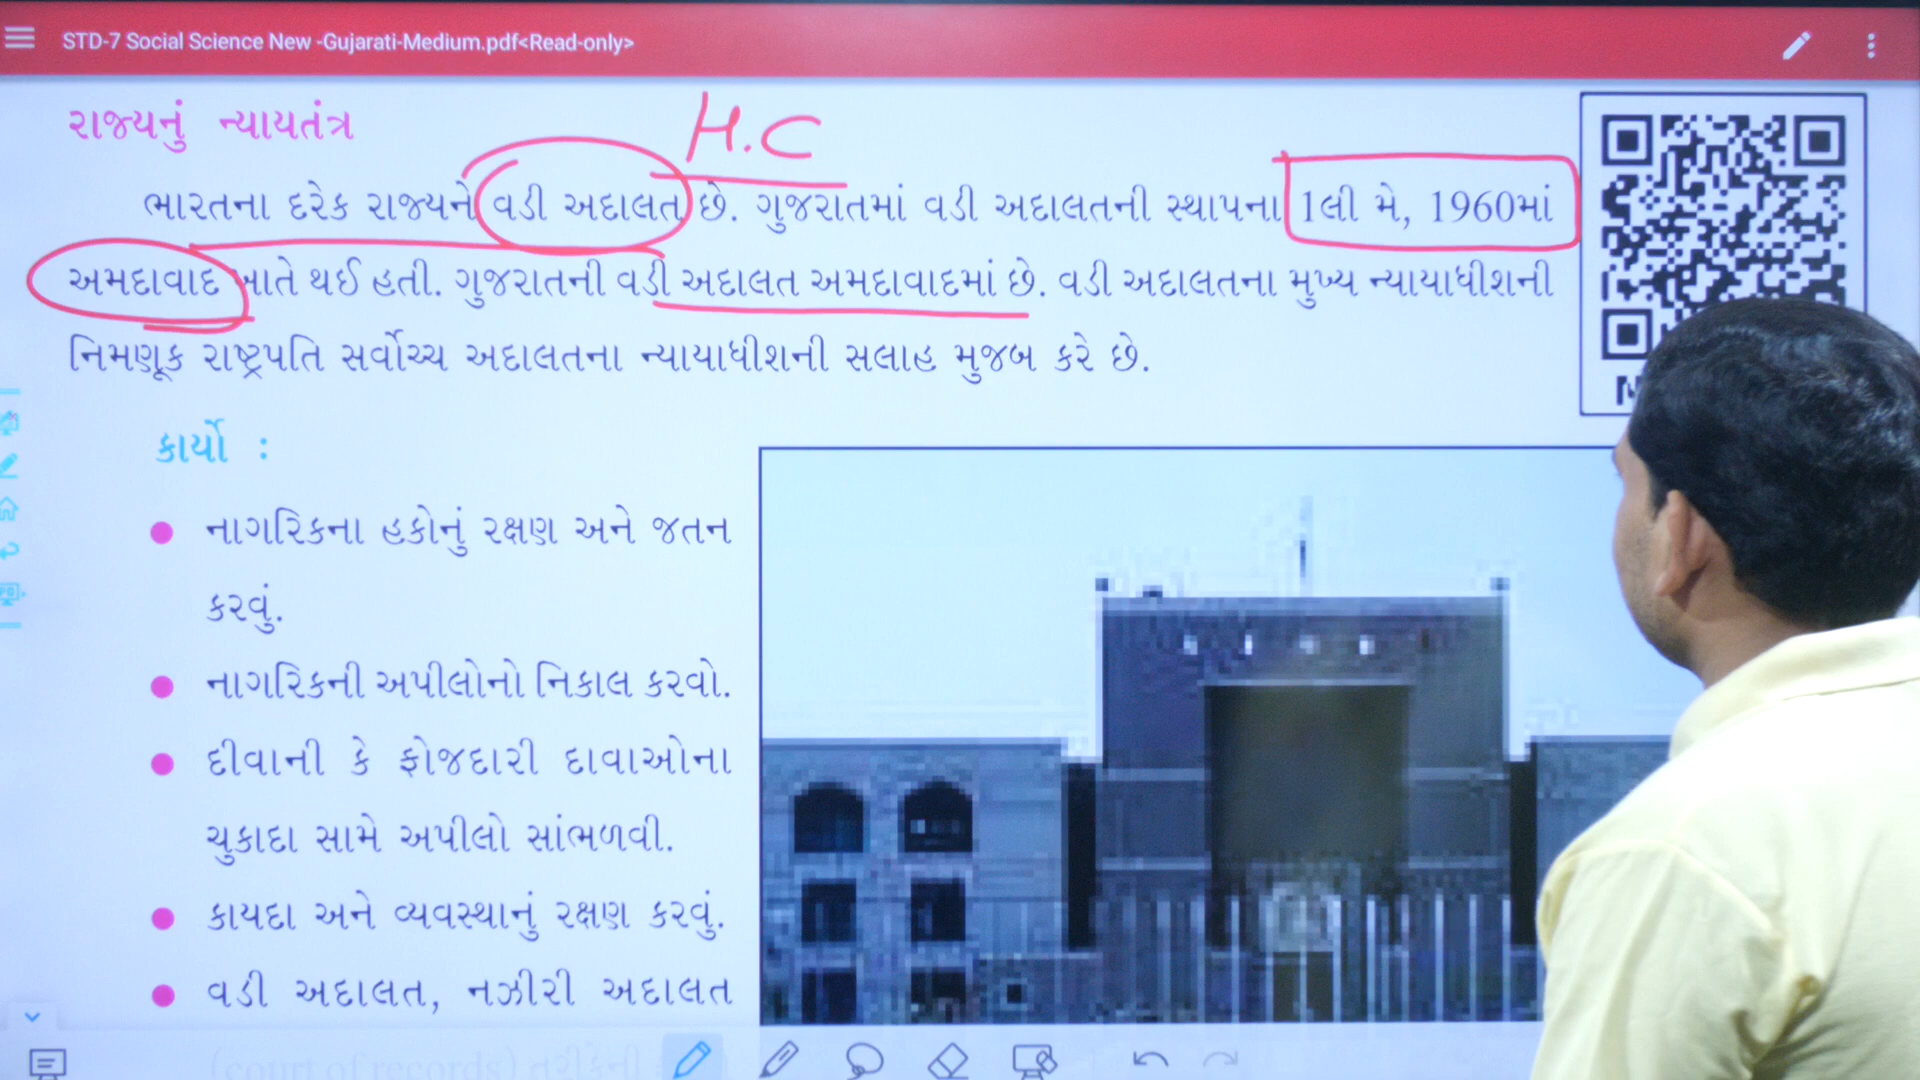 STD-7 Social Science New -Gujarati-Medium.pdf<Read-only>
રાજ્યનું ન્યાયતંત્ર
H.C
ભારતના દરેક રાજ્યને વડી અદાલત છે. ગુજરાતમાં વડી અદાલતની સ્થાપના 1લી મે, 1960માં
અમદાવાદ ખાતે થઈ હતી. ગુજરાતની વડી અદાલત અમદાવાદમાં છે. વડી અદાલતના મુખ્ય ન્યાયાધીશની
નિમણૂક રાષ્ટ્રપતિ સર્વોચ્ચ અદાલતના ન્યાયાધીશની સલાહ મુજબ કરે છે.
કાર્યો :
● નાગરિકના હકોનું રક્ષણ અને જતન
કરવું.
● નાગરિકની અપીલોનો નિકાલ કરવો.
● દીવાની કે ફોજદારી દાવાઓના
ચુકાદા સામે અપીલો સાંભળવી.
● કાયદા અને વ્યવસ્થાનું રક્ષણ કરવું.
● વડી અદાલત, નઝીરી અદાલત
(court of records) તરીકેની